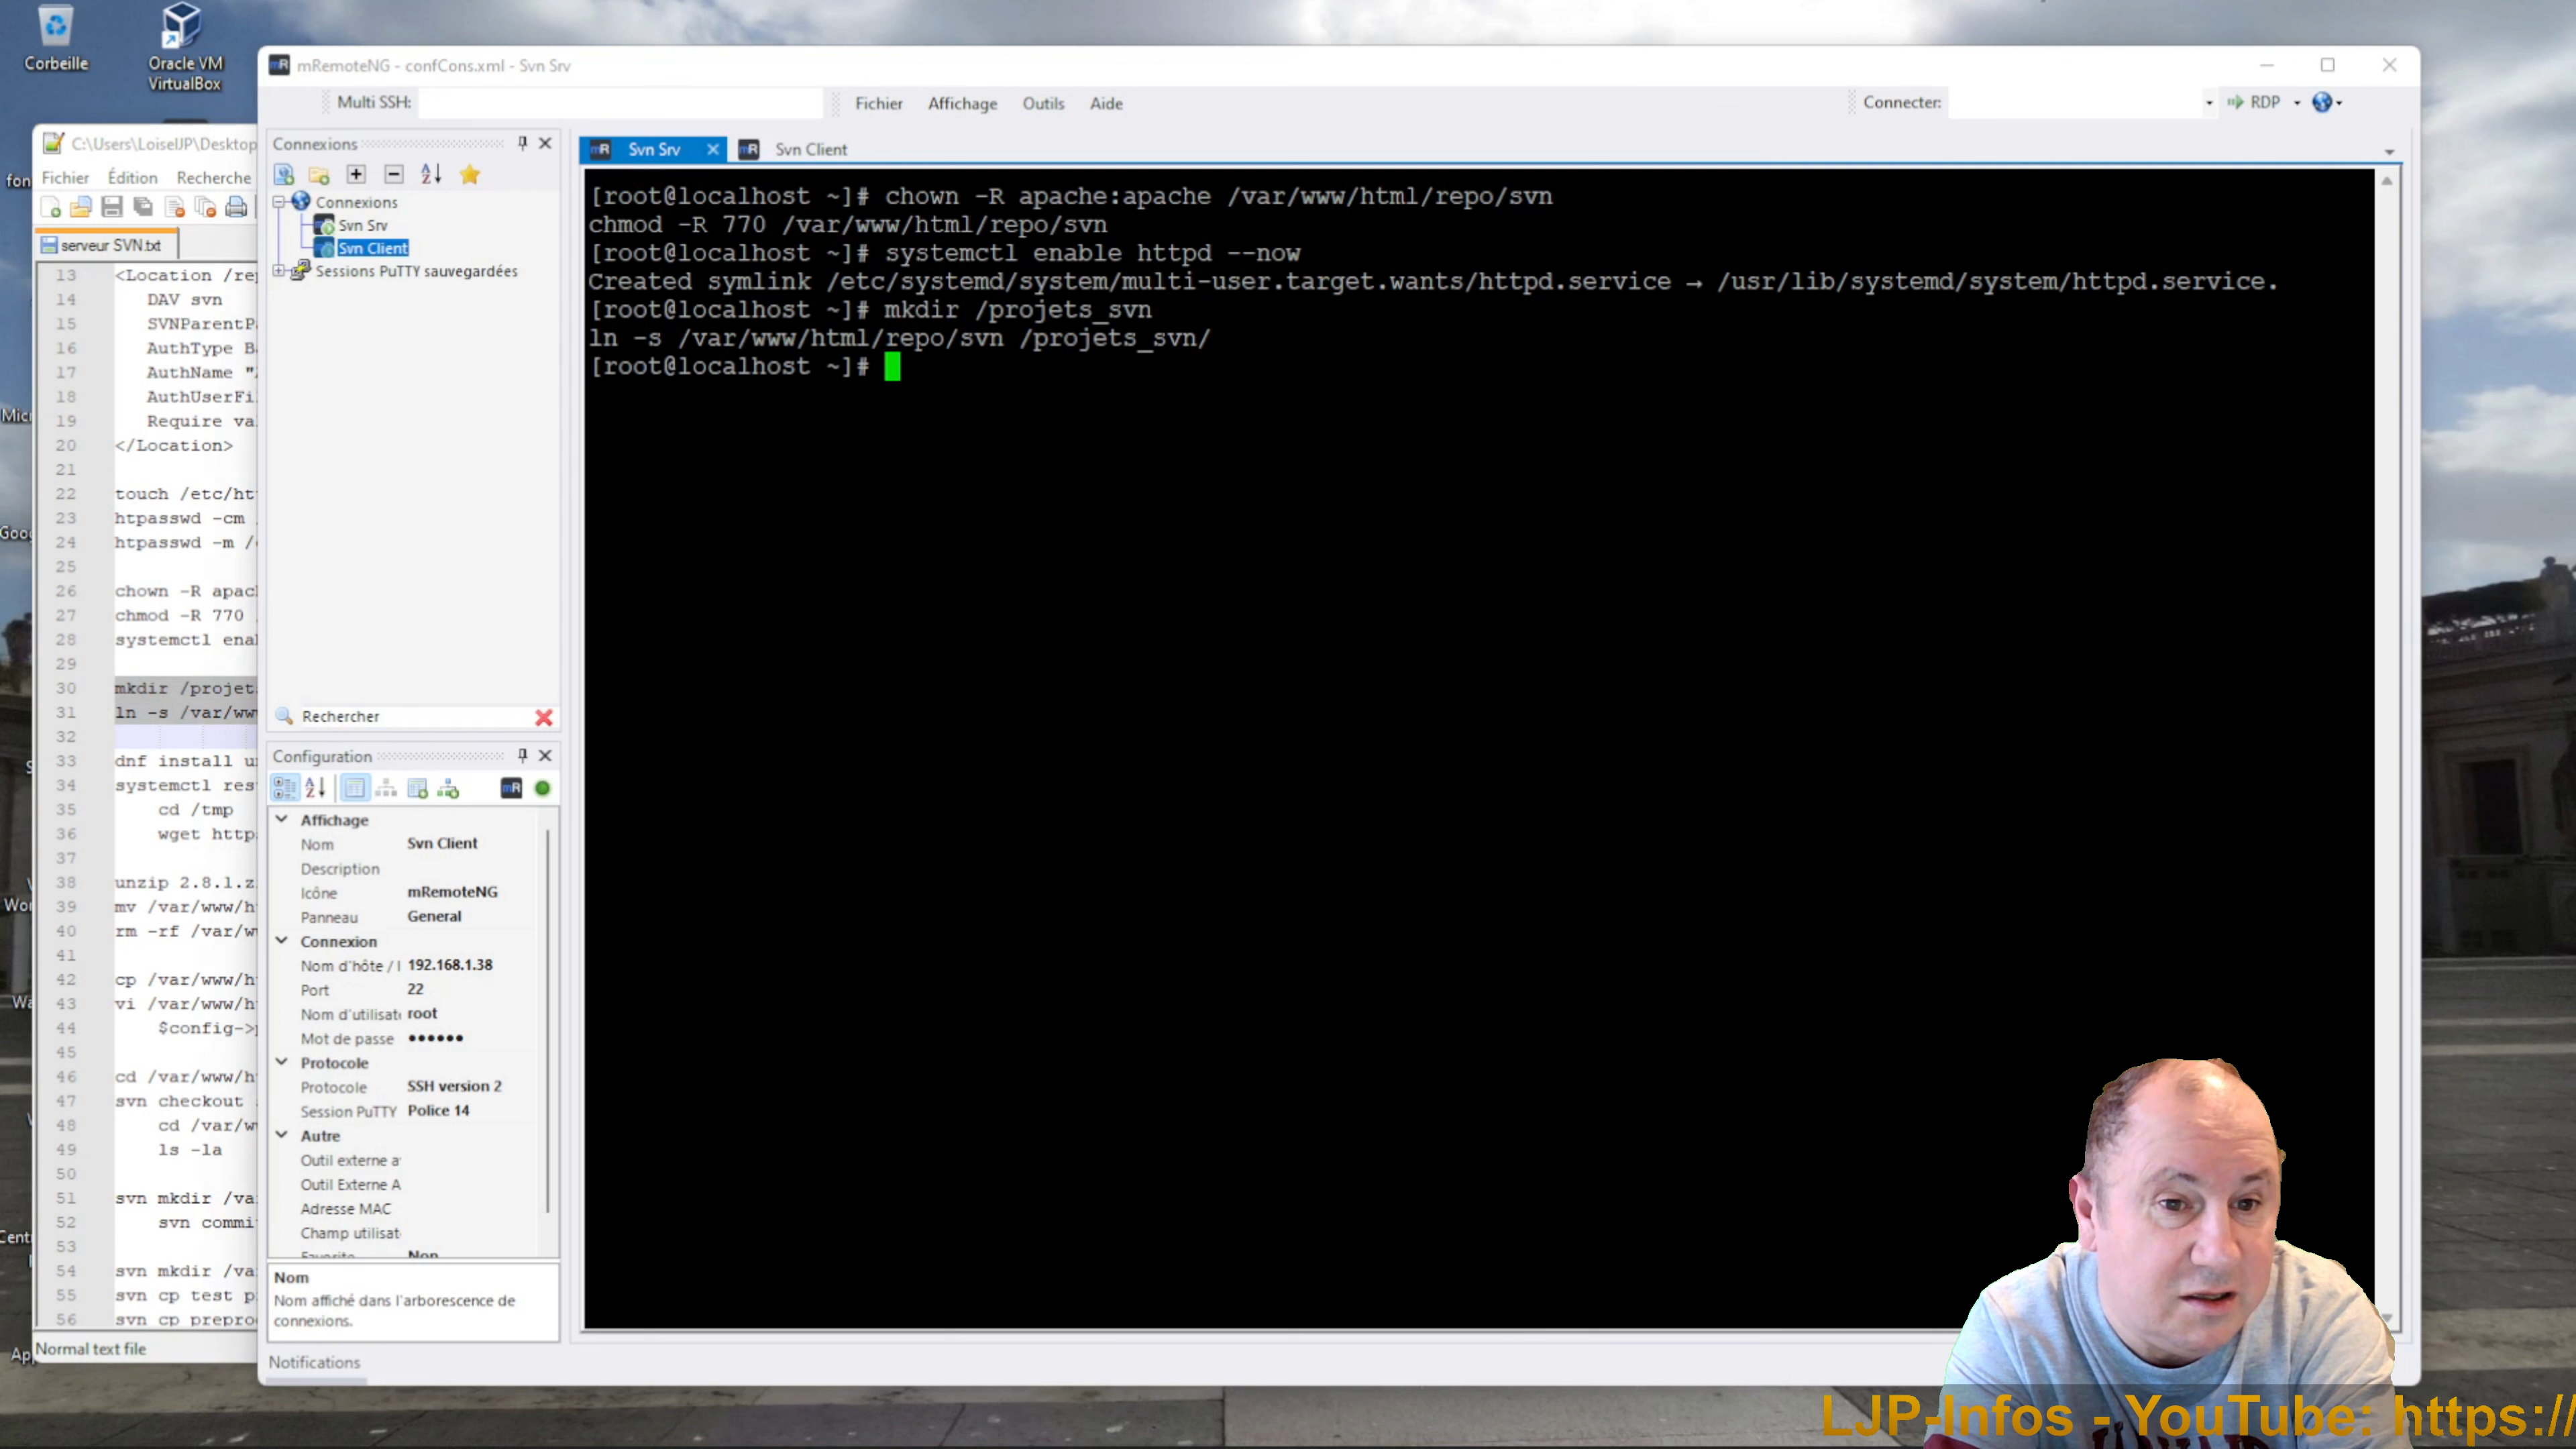 Corbeille
Oracle VM
VirtualBox
mRemoteNG - confCons.xml - Svn Srv
Multi SSH:
Fichier Affichage Outils Aide
Connecter:
RDP
C:\Users\LoiselJP\Desktop
Fichier Édition Recherche
serveur SVN.txt
13 <Location /rep
14 DAV svn
15 SVNParentPa
16 AuthType Ba
17 AuthName "A
18 AuthUserFi
19 Require va
20 </Location>
21
22 touch /etc/ht
23 htpasswd -cm
24 htpasswd -m /
25
26 chown -R apac
27 chmod -R 770
28 systemctl ena
29
30 mkdir /projet
31 ln -s /var/ww
32
33 dnf install u
34 systemctl res
35 cd /tmp
36 wget http
37
38 unzip 2.8.1.z
39 mv /var/www/h
40 rm -rf /var/w
41
42 cp /var/www/h
43 vi /var/www/h
44 $config->
45
46 cd /var/www/h
47 svn checkout
48 cd /var/w
49 ls -la
50
51 svn mkdir /va
52 svn commi
53
54 svn mkdir /va
55 svn cp test p
56 svn cp prepro
Normal text file
Connexions
Connexions
Svn Srv
Svn Client
Sessions PuTTY sauvegardées
Rechercher
Configuration
Affichage
Nom Svn Client
Description
Icône mRemoteNG
Panneau General
Connexion
Nom d'hôte / I 192.168.1.38
Port 22
Nom d'utilisat root
Mot de passe ●●●●●●
Protocole
Protocole SSH version 2
Session PuTTY Police 14
Autre
Outil externe a
Outil Externe A
Adresse MAC
Champ utilisat
Favorite Non
Nom
Nom affiché dans l'arborescence de
connexions.
Notifications
Svn Srv
Svn Client
[root@localhost ~]# chown -R apache:apache /var/www/html/repo/svn
chmod -R 770 /var/www/html/repo/svn
[root@localhost ~]# systemctl enable httpd --now
Created symlink /etc/systemd/system/multi-user.target.wants/httpd.service → /usr/lib/systemd/system/httpd.service.
[root@localhost ~]# mkdir /projets_svn
ln -s /var/www/html/repo/svn /projets_svn/
[root@localhost ~]#
LJP-Infos - YouTube: https://